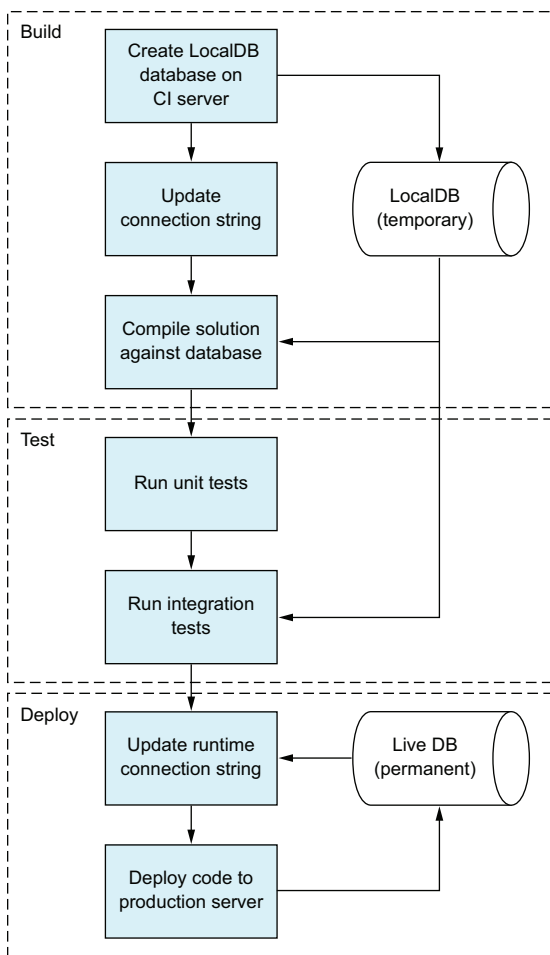 Build
Create LocalDB
database on
CI server
Update
connection string
LocalDB
(temporary)
Compile solution
against database
Test
Run unit tests
Run integration
tests
Deploy
Update runtime
connection string
Live DB
(permanent)
Deploy code to
production server